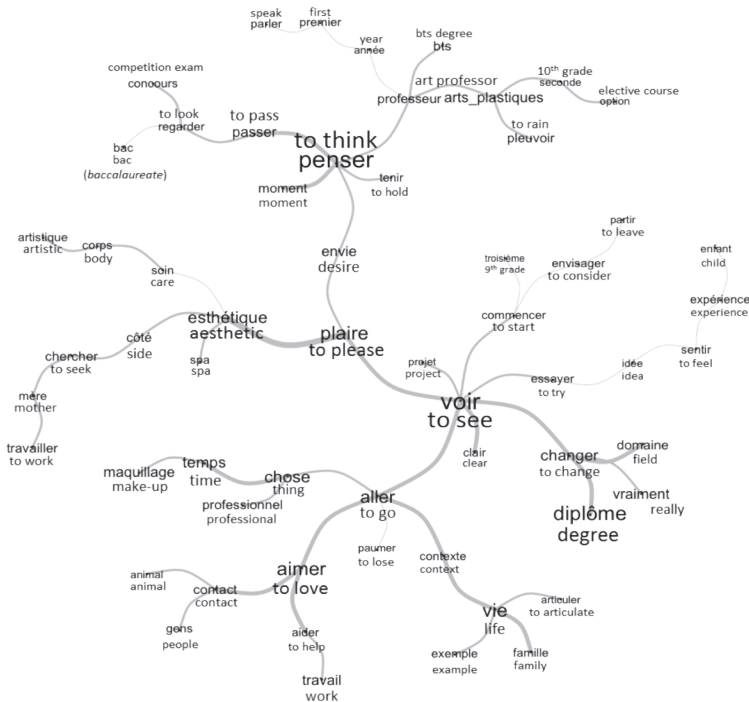 speak
parler
first
premier
year
année
bts degree
bts
art professor
professeur arts_plastiques
10th grade
seconde
elective course
option
to rain
pleuvoir
competition exam
concours
to look
regarder
to pass
passer
bac
bac
(baccalaureate)
to think
penser
moment
moment
tenir
to hold
envie
desire
partir
to leave
troisième
9th grade
envisager
to consider
enfant
child
artistique
artistic
corps
body
soin
care
commencer
to start
expérience
experience
esthétique
aesthetic
plaire
to please
côté
side
spa
spa
chercher
to seek
projet
project
essayer
to try
idée
idea
sentir
to feel
mère
mother
voir
to see
travailler
to work
clair
clear
changer
to change
domaine
field
vraiment
really
diplôme
degree
maquillage
make-up
temps
time
chose
thing
professionnel
professional
aller
to go
paumer
to lose
contexte
context
animal
animal
contact
contact
aimer
to love
gens
people
aider
to help
travail
work
vie
life
articuler
to articulate
exemple
example
famille
family